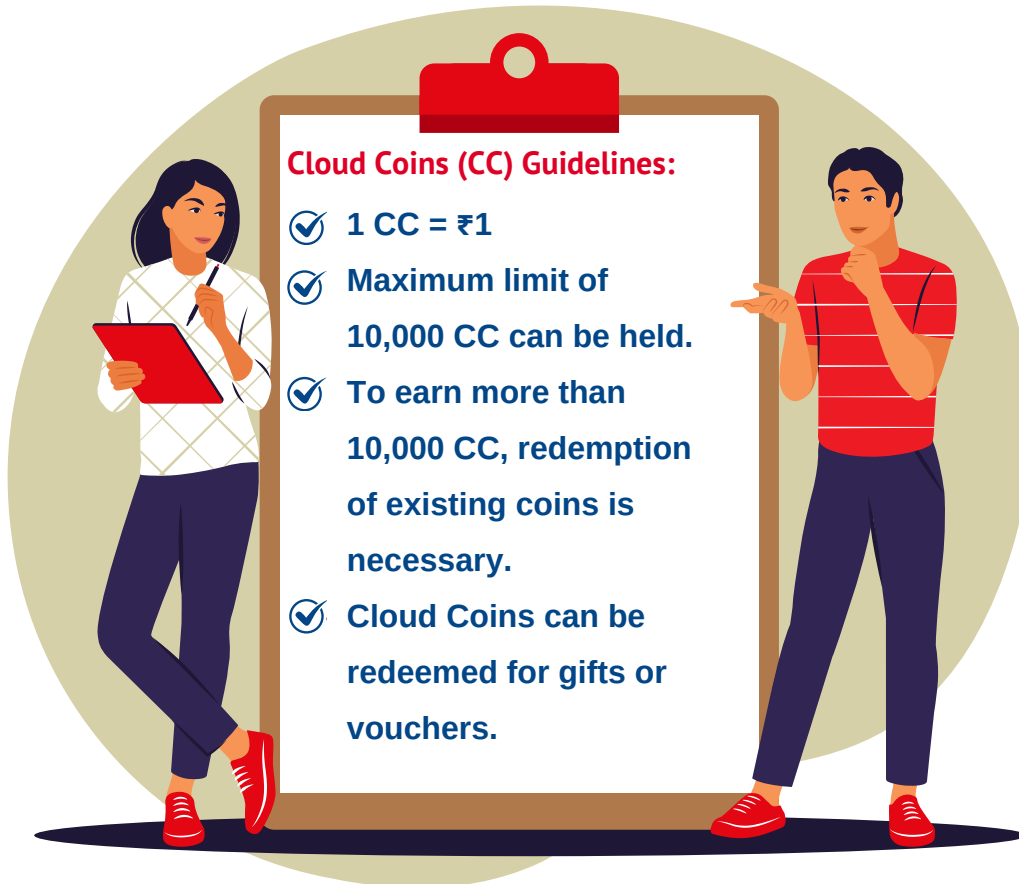 Cloud Coins (CC) Guidelines:
1 CC = ₹1
Maximum limit of
10,000 CC can be held.
To earn more than
10,000 CC, redemption
of existing coins is
necessary.
Cloud Coins can be
redeemed for gifts or
vouchers.